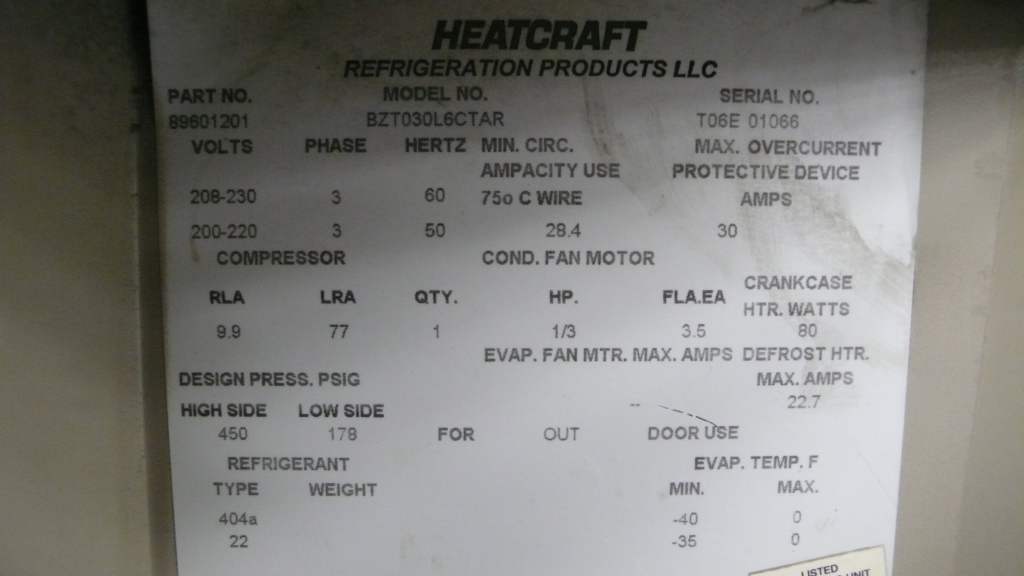 HEATCRAFT
REFRIGERATION PRODUCTS LLC
PART NO. MODEL NO. SERIAL NO.
89601201 BZT030L6CTAR T06E 01066
VOLTS PHASE HERTZ MIN. CIRC. MAX. OVERCURRENT
AMPACITY USE PROTECTIVE DEVICE
208-230 3 60 75o C WIRE AMPS
200-220 3 50 28.4 30
COMPRESSOR COND. FAN MOTOR
CRANKCASE
RLA LRA QTY. HP. FLA.EA HTR. WATTS
9.9 77 1 1/3 3.5 80
EVAP. FAN MTR. MAX. AMPS DEFROST HTR.
DESIGN PRESS. PSIG MAX. AMPS
HIGH SIDE LOW SIDE -- 22.7
450 178 FOR OUT DOOR USE
REFRIGERANT EVAP. TEMP. F
TYPE WEIGHT MIN. MAX.
404a -40 0
22 -35 0
LISTED
UNIT